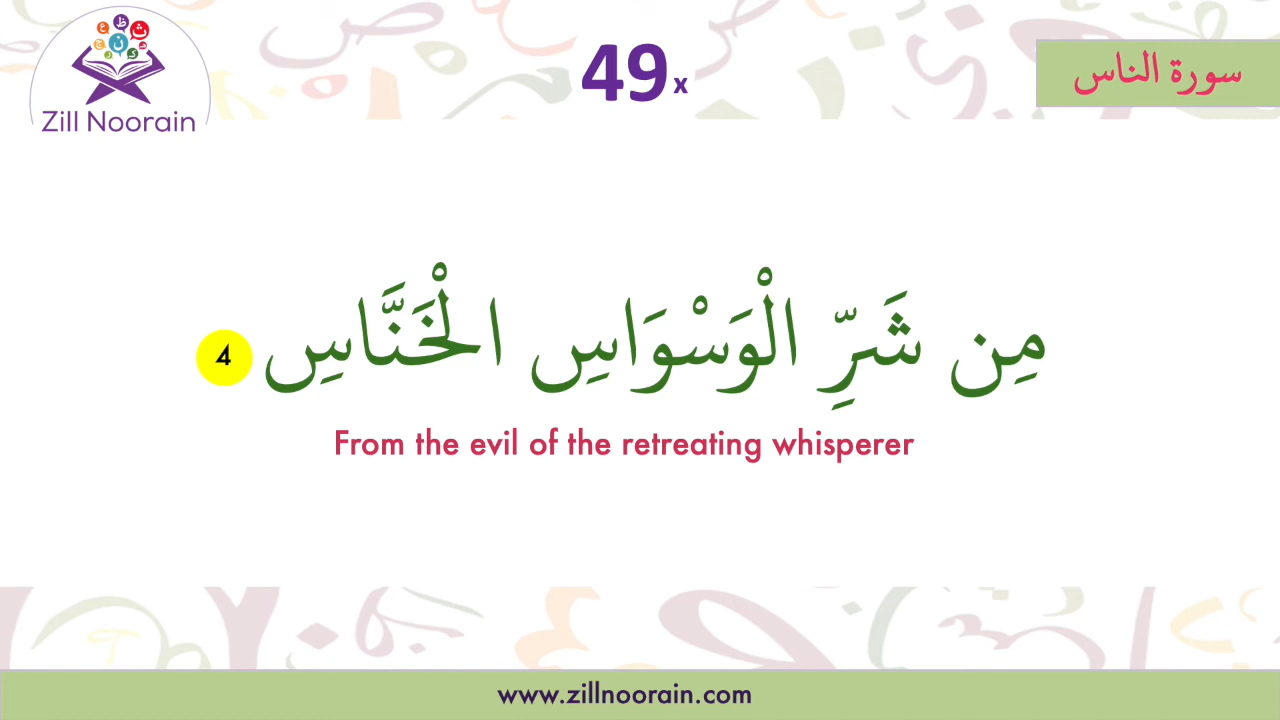 Zill Noorain
49x
سورة الناس
مِن شَرِّ الْوَسْوَاسِ الْخَنَّاسِ 4
From the evil of the retreating whisperer
www.zillnoorain.com